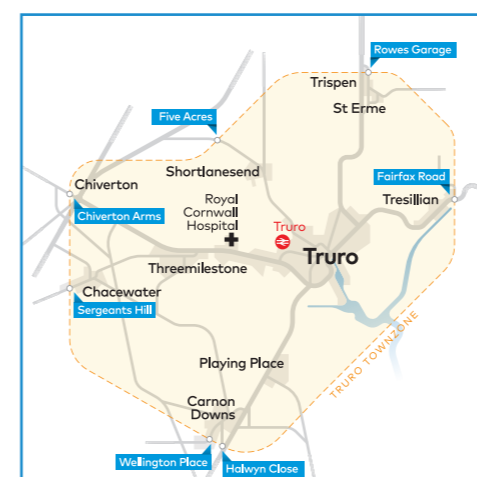 Rowes Garage
Trispen
St Erme
Five Acres
Shortlanesend
Fairfax Road
Tresillian
Chiverton
Chiverton Arms
Royal
Cornwall
Hospital
Truro
Truro
Threemilestone
Chacewater
Sergeants Hill
TRURO TOWNZONE
Playing Place
Carnon
Downs
Wellington Place
Halwyn Close